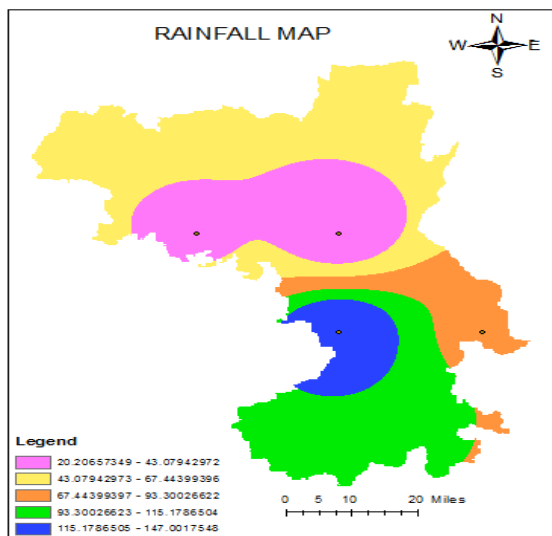 RAINFALL MAP
N
W E
S
Legend
20.20657349 - 43.07942972
43.07942973 - 67.44399396
67.44399397 - 93.30026622
93.30026623 - 115.1786504
115.1786505 - 147.0017548
0 5 10 20 Miles